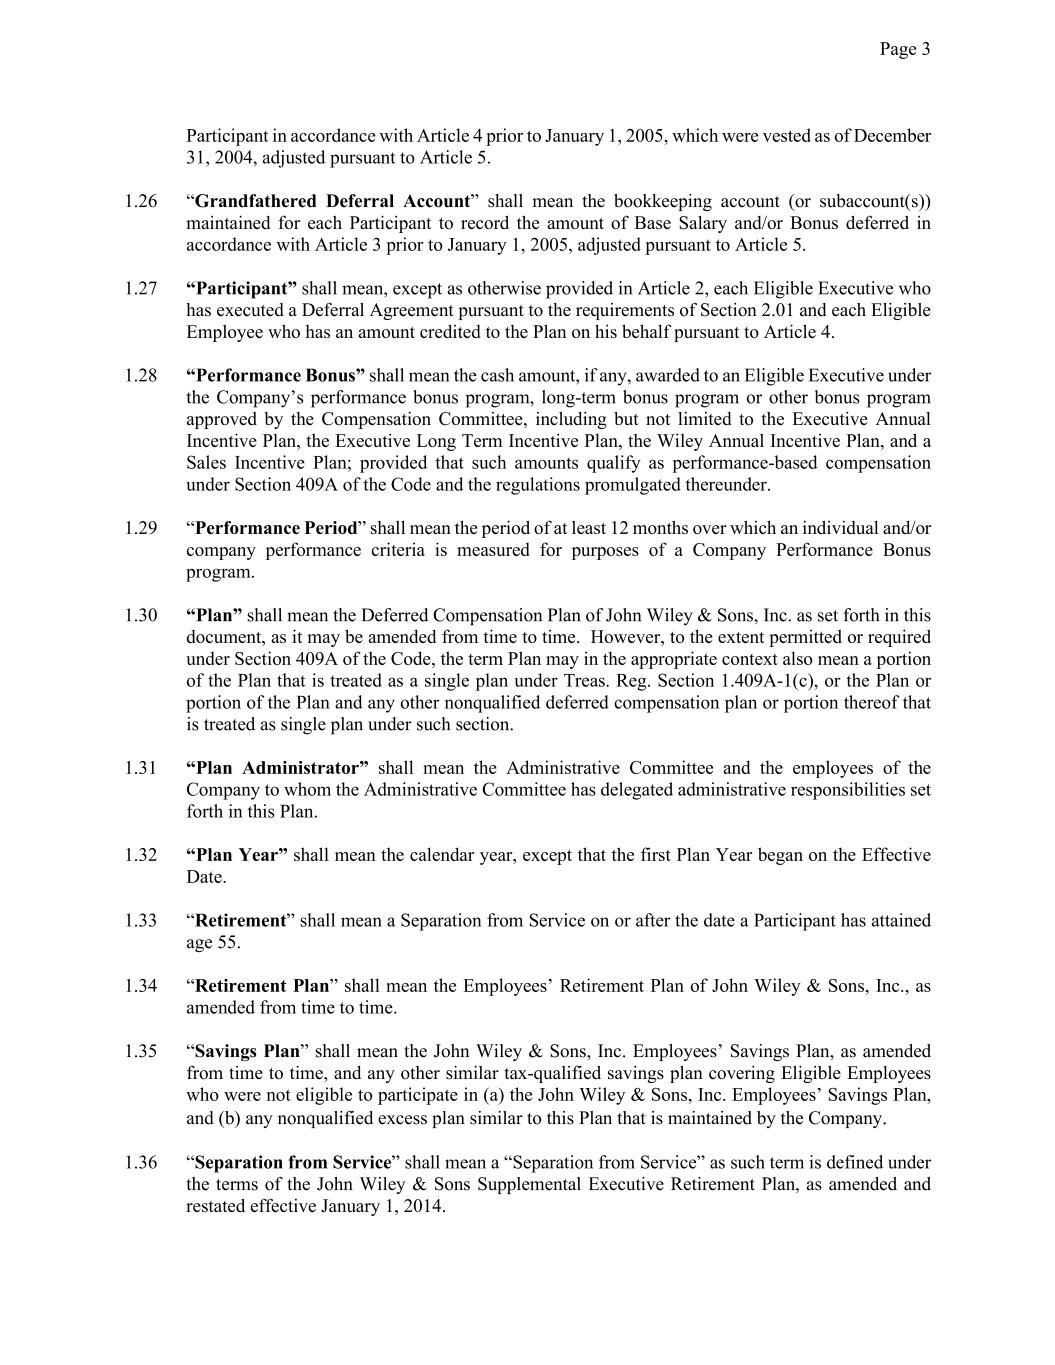 Page 3
Participant in accordance with Article 4 prior to January 1, 2005, which were vested as of December
31, 2004, adjusted pursuant to Article 5.
1.26 “Grandfathered Deferral Account” shall mean the bookkeeping account (or subaccount(s))
maintained for each Participant to record the amount of Base Salary and/or Bonus deferred in
accordance with Article 3 prior to January 1, 2005, adjusted pursuant to Article 5.
1.27 “Participant” shall mean, except as otherwise provided in Article 2, each Eligible Executive who
has executed a Deferral Agreement pursuant to the requirements of Section 2.01 and each Eligible
Employee who has an amount credited to the Plan on his behalf pursuant to Article 4.
1.28 “Performance Bonus” shall mean the cash amount, if any, awarded to an Eligible Executive under
the Company’s performance bonus program, long-term bonus program or other bonus program
approved by the Compensation Committee, including but not limited to the Executive Annual
Incentive Plan, the Executive Long Term Incentive Plan, the Wiley Annual Incentive Plan, and a
Sales Incentive Plan; provided that such amounts qualify as performance-based compensation
under Section 409A of the Code and the regulations promulgated thereunder.
1.29 “Performance Period” shall mean the period of at least 12 months over which an individual and/or
company performance criteria is measured for purposes of a Company Performance Bonus
program.
1.30 “Plan” shall mean the Deferred Compensation Plan of John Wiley & Sons, Inc. as set forth in this
document, as it may be amended from time to time. However, to the extent permitted or required
under Section 409A of the Code, the term Plan may in the appropriate context also mean a portion
of the Plan that is treated as a single plan under Treas. Reg. Section 1.409A-1(c), or the Plan or
portion of the Plan and any other nonqualified deferred compensation plan or portion thereof that
is treated as single plan under such section.
1.31 “Plan Administrator” shall mean the Administrative Committee and the employees of the
Company to whom the Administrative Committee has delegated administrative responsibilities set
forth in this Plan.
1.32 “Plan Year” shall mean the calendar year, except that the first Plan Year began on the Effective
Date.
1.33 “Retirement” shall mean a Separation from Service on or after the date a Participant has attained
age 55.
1.34 “Retirement Plan” shall mean the Employees’ Retirement Plan of John Wiley & Sons, Inc., as
amended from time to time.
1.35 “Savings Plan” shall mean the John Wiley & Sons, Inc. Employees’ Savings Plan, as amended
from time to time, and any other similar tax-qualified savings plan covering Eligible Employees
who were not eligible to participate in (a) the John Wiley & Sons, Inc. Employees’ Savings Plan,
and (b) any nonqualified excess plan similar to this Plan that is maintained by the Company.
1.36 “Separation from Service” shall mean a “Separation from Service” as such term is defined under
the terms of the John Wiley & Sons Supplemental Executive Retirement Plan, as amended and
restated effective January 1, 2014.